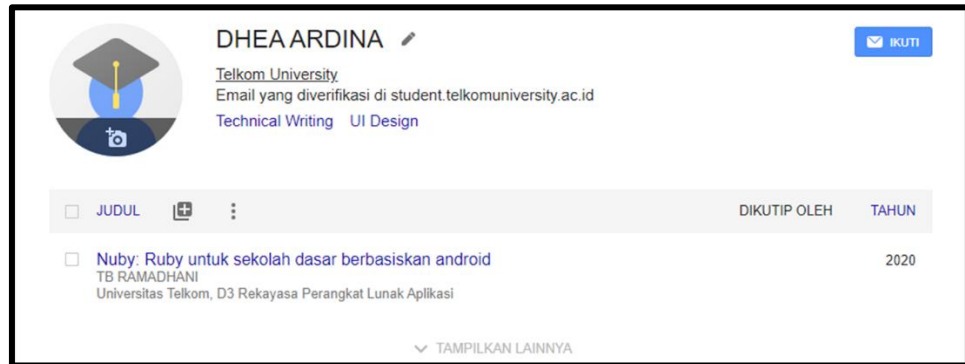 DHEA ARDINA
IKUTI
Telkom University
Email yang diverifikasi di student.telkomuniversity.ac.id
Technical Writing UI Design
JUDUL DIKUTIP OLEH TAHUN
Nuby: Ruby untuk sekolah dasar berbasiskan android 2020
TB RAMADHANI
Universitas Telkom, D3 Rekayasa Perangkat Lunak Aplikasi
TAMPILKAN LAINNYA